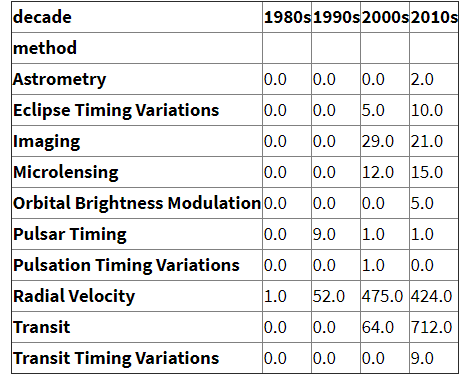 decade 1980s 1990s 2000s 2010s
method
Astrometry 0.0 0.0 0.0 2.0
Eclipse Timing Variations 0.0 0.0 5.0 10.0
Imaging 0.0 0.0 29.0 21.0
Microlensing 0.0 0.0 12.0 15.0
Orbital Brightness Modulation 0.0 0.0 0.0 5.0
Pulsar Timing 0.0 9.0 1.0 1.0
Pulsation Timing Variations 0.0 0.0 1.0 0.0
Radial Velocity 1.0 52.0 475.0 424.0
Transit 0.0 0.0 64.0 712.0
Transit Timing Variations 0.0 0.0 0.0 9.0